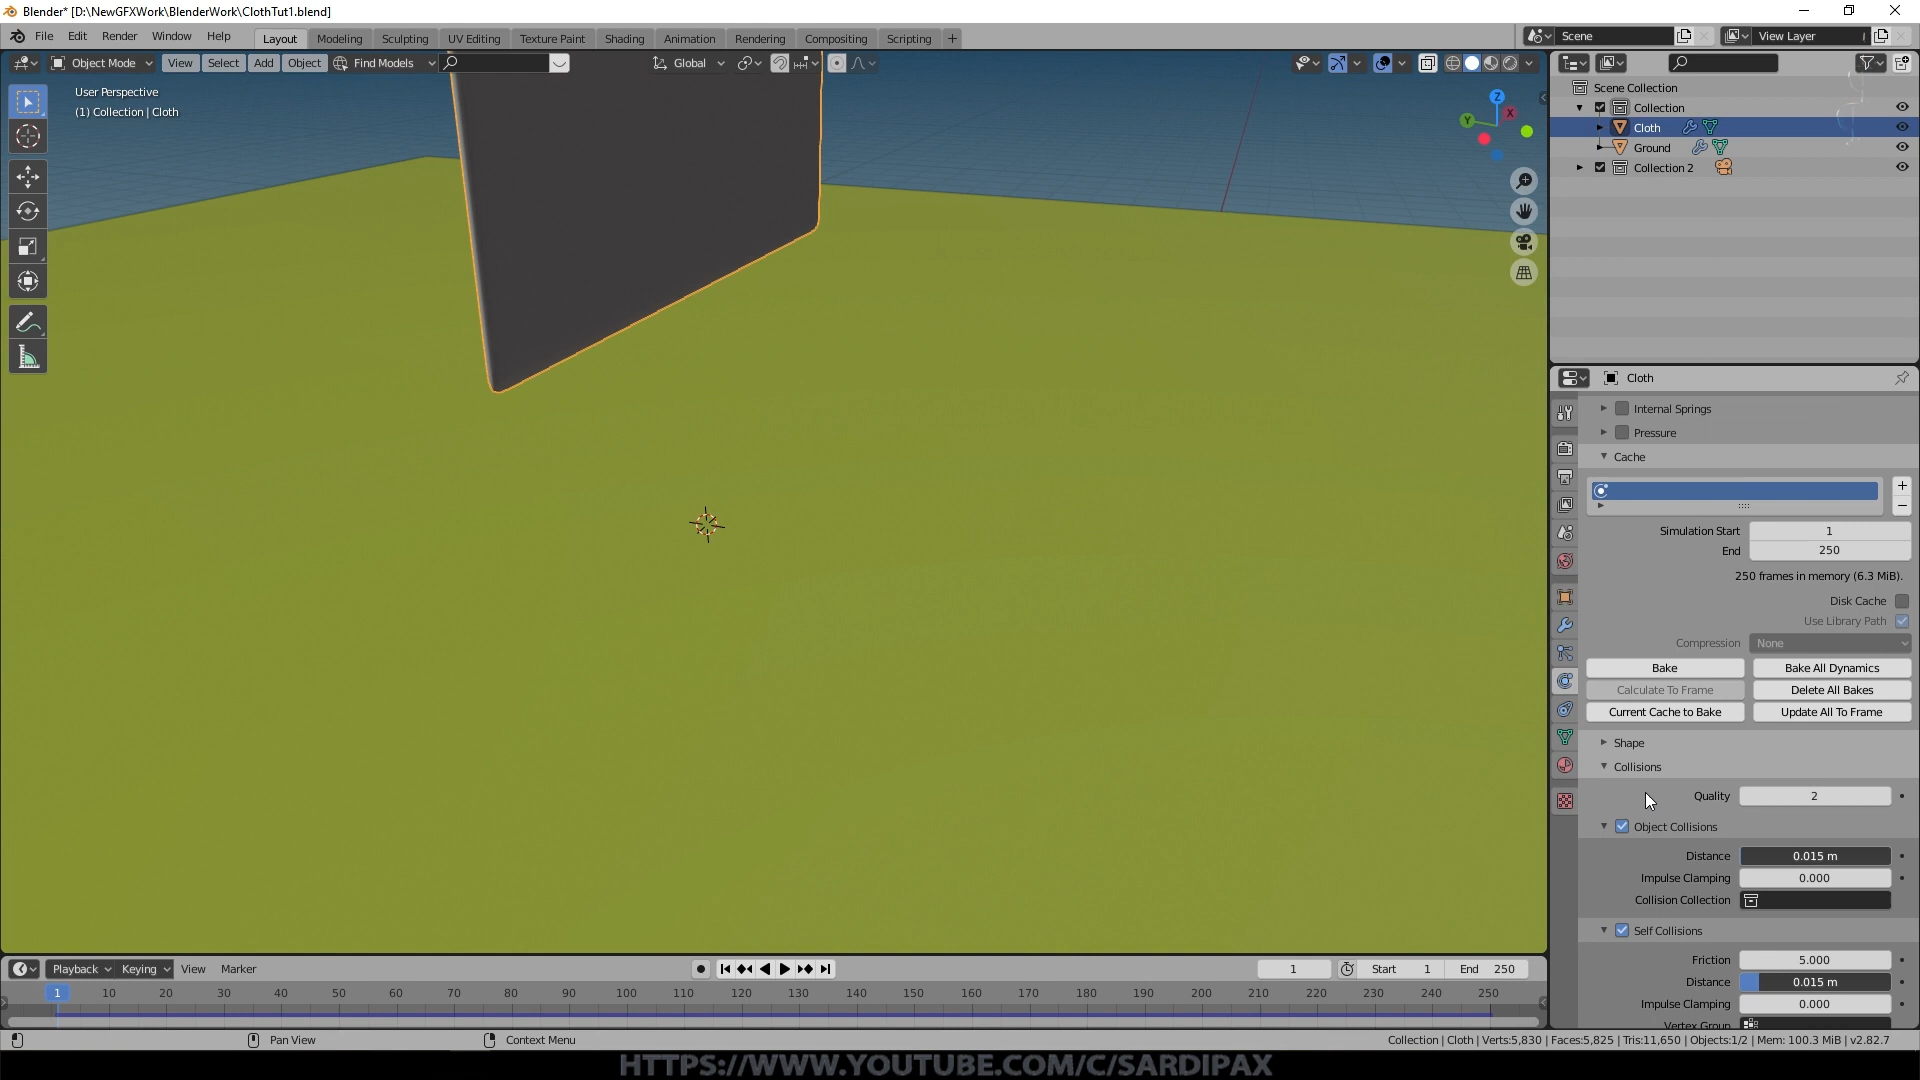 Blender* [D:\NewGFXWork\BlenderWork\ClothTut1.blend]
File Edit Render Window Help Layout Modeling Sculpting UV Editing Texture Paint Shading Animation Rendering Compositing Scripting + Scene View Layer
Object Mode View Select Add Object Find Models Global
User Perspective
(1) Collection | Cloth
Z
X
Y
Scene Collection
Collection
Cloth
Ground
Collection 2
Cloth
Internal Springs
Pressure
Cache
Simulation Start 1
End 250
250 frames in memory (6.3 MiB).
Disk Cache
Use Library Path
Compression None
Bake Bake All Dynamics
Calculate To Frame Delete All Bakes
Current Cache to Bake Update All To Frame
Shape
Collisions
Quality 2
Object Collisions
Distance 0.015 m
Impulse Clamping 0.000
Collision Collection
Self Collisions
Friction 5.000
Distance 0.015 m
Impulse Clamping 0.000
Vertex Group
Playback Keying View Marker 1 Start 1 End 250
1 10 20 30 40 50 60 70 80 90 100 110 120 130 140 150 160 170 180 190 200 210 220 230 240 250
Pan View Context Menu Collection | Cloth | Verts:5,830 | Faces:5,825 | Tris:11,650 | Objects:1/2 | Mem: 100.3 MiB | v2.82.7
HTTPS://WWW.YOUTUBE.COM/C/SARDIPAX